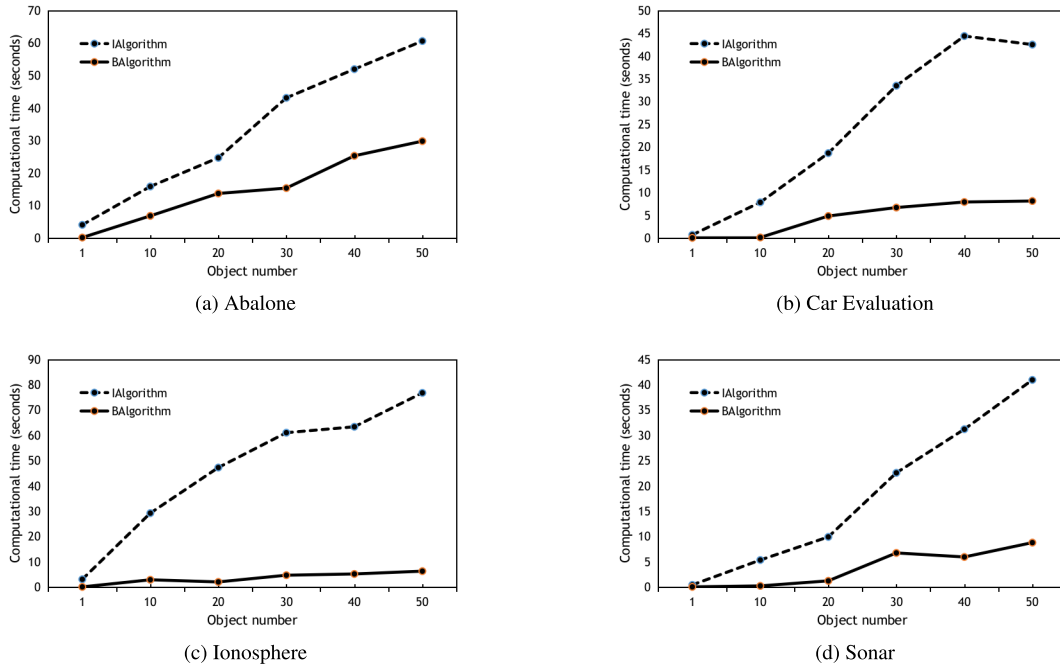 70
60
50
40
30
20
10
0
Computational time (seconds)
IAlgorithm
BAlgorithm
1 10 20 30 40 50
Object number
(a) Abalone
50
45
40
35
30
25
20
15
10
5
0
Computational time (seonds)
IAlgorithm
BAlgorithm
1 10 20 30 40 50
Object number
(b) Car Evaluation
90
80
70
60
50
40
30
20
10
0
Computational time (seconds)
IAlgorithm
BAlgorithm
1 10 20 30 40 50
Object number
(c) Ionosphere
45
40
35
30
25
20
15
10
5
0
Computational time (seconds)
IAlgorithm
BAlgorithm
1 10 20 30 40 50
Object number
(d) Sonar